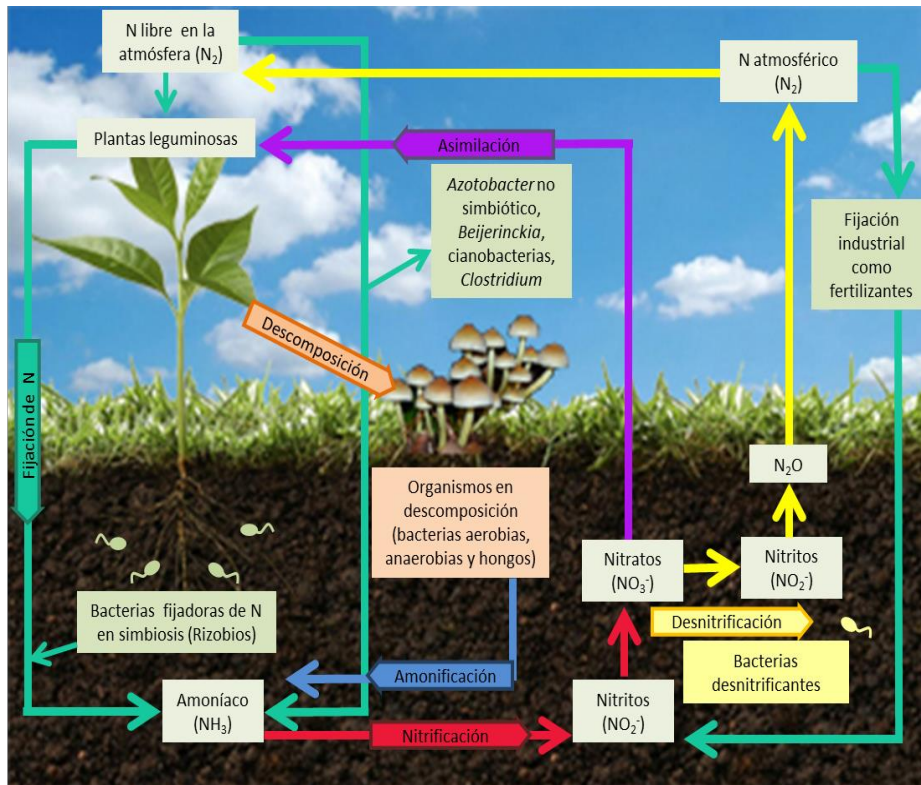 N libre en la
atmósfera (N₂)
N atmosférico
(N₂)
Plantas leguminosas
Asimilación
Azotobacter no
simbiótico,
Beijerinckia,
cianobacterias,
Clostridium
Fijación
industrial
como
fertilizantes
Descomposición
Fijación de N
N₂O
Organismos en
descomposición
(bacterias aerobias,
anaerobias y hongos)
Nitratos
(NO₃⁻)
Nitritos
(NO₂⁻)
Bacterias fijadoras de N
en simbiosis (Rizobios)
Desnitrificación
Bacterias
desnitrificantes
Amonificación
Amoníaco
(NH₃)
Nitritos
(NO₂⁻)
Nitrificación